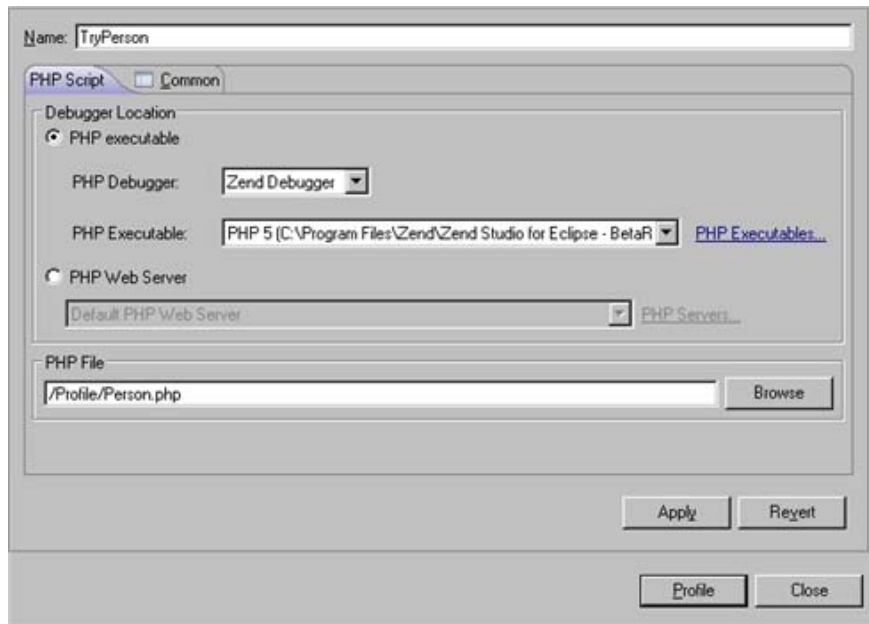 Name: TryPerson
PHP Script Common
Debugger Location
PHP executable
PHP Debugger: Zend Debugger
PHP Executable: PHP 5 (C:\Program Files\Zend\Zend Studio for Eclipse - BetaR PHP Executables...
PHP Web Server
Default PHP Web Server PHP Servers...
PHP File
/Profile/Person.php Browse
Apply Revert
Profile Close